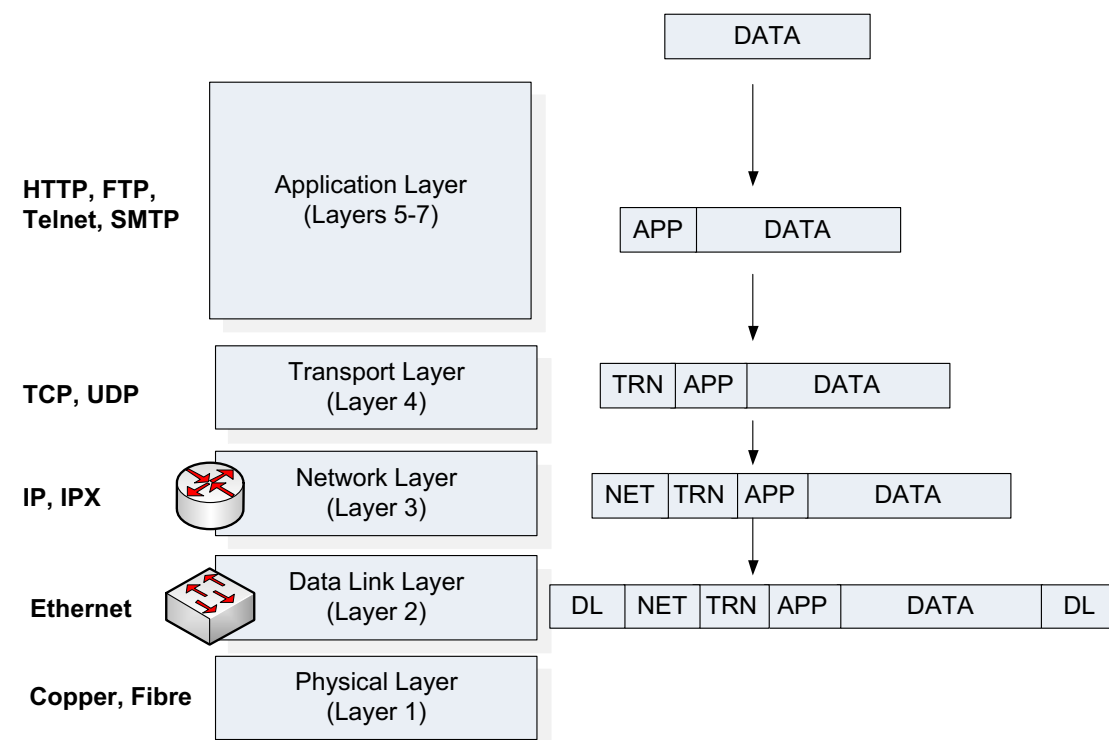 DATA
HTTP, FTP,
Telnet, SMTP
Application Layer
(Layers 5-7)
APP DATA
TCP, UDP
Transport Layer
(Layer 4)
TRN APP DATA
IP, IPX
Network Layer
(Layer 3)
NET TRN APP DATA
Ethernet
Data Link Layer
(Layer 2)
DL NET TRN APP DATA DL
Copper, Fibre
Physical Layer
(Layer 1)